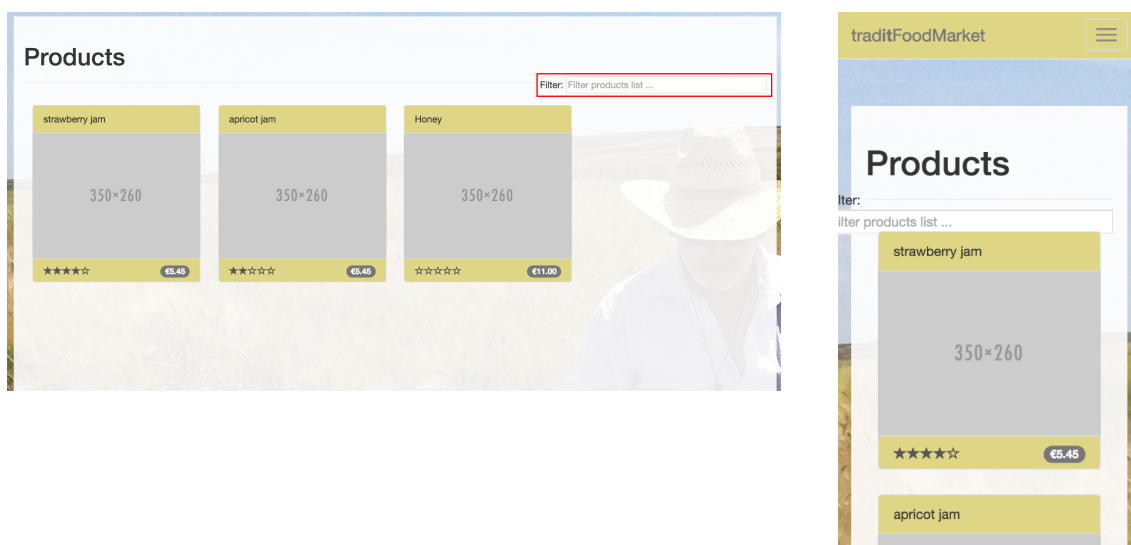 Products
Filter: Filter products list ...
strawberry jam
apricot jam
Honey
350×260
350×260
350×260
★★★★☆ €5.45
★★☆☆☆ €5.45
☆☆☆☆☆ €11.00
traditFoodMarket
Products
lter:
ilter products list ...
strawberry jam
350×260
★★★★☆ €5.45
apricot jam